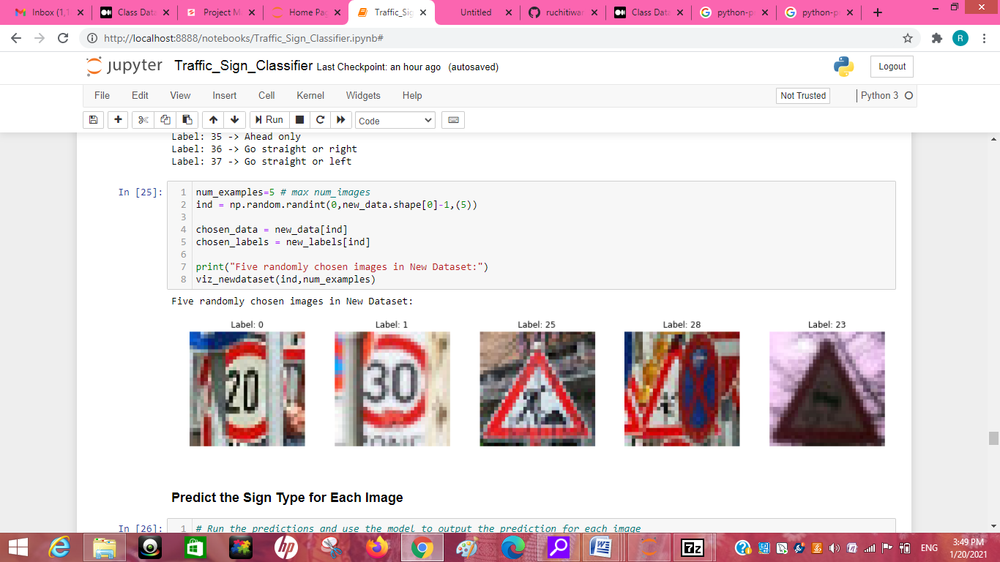 Inbox (1,1
Class Data
Project Ma
Home Pag
Traffic_Sig
Untitled
ruchitiwar
Class Data
python-p
python-p
http://localhost:8888/notebooks/Traffic_Sign_Classifier.ipynb#
R
jupyter Traffic_Sign_Classifier Last Checkpoint: an hour ago (autosaved)
Logout
File Edit View Insert Cell Kernel Widgets Help
Not Trusted
Python 3
Run
Code
Label: 35 -> Ahead only
Label: 36 -> Go straight or right
Label: 37 -> Go straight or left
In [25]:
1 num_examples=5 # max num_images
2 ind = np.random.randint(0,new_data.shape[0]-1,(5))
3
4 chosen_data = new_data[ind]
5 chosen_labels = new_labels[ind]
6
7 print("Five randomly chosen images in New Dataset:")
8 viz_newdataset(ind,num_examples)
Five randomly chosen images in New Dataset:
Label: 0 Label: 1 Label: 25 Label: 28 Label: 23
20 30
Predict the Sign Type for Each Image
In [26]:
1 # Run the predictions and use the model to output the prediction for each image
hp
7z
ENG
3:49 PM
1/20/2021